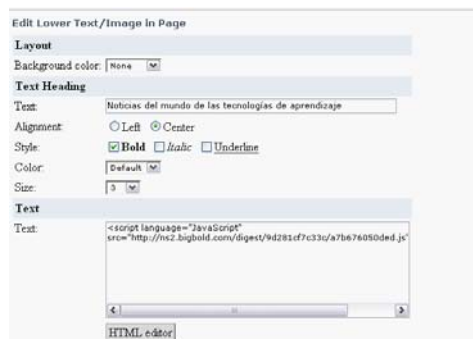 Edit Lower Text/Image in Page
Layout
Background color: None
Text Heading
Text: Noticias del mundo de las tecnologías de aprendizaje
Alignment: Left Center
Style: Bold Italic Underline
Color: Default
Size: 3
Text
Text: <script language="JavaScript"
src="http://ns2.bigbold.com/digest/9d281cf7c33c/a7b676050ded.js"
HTML editor